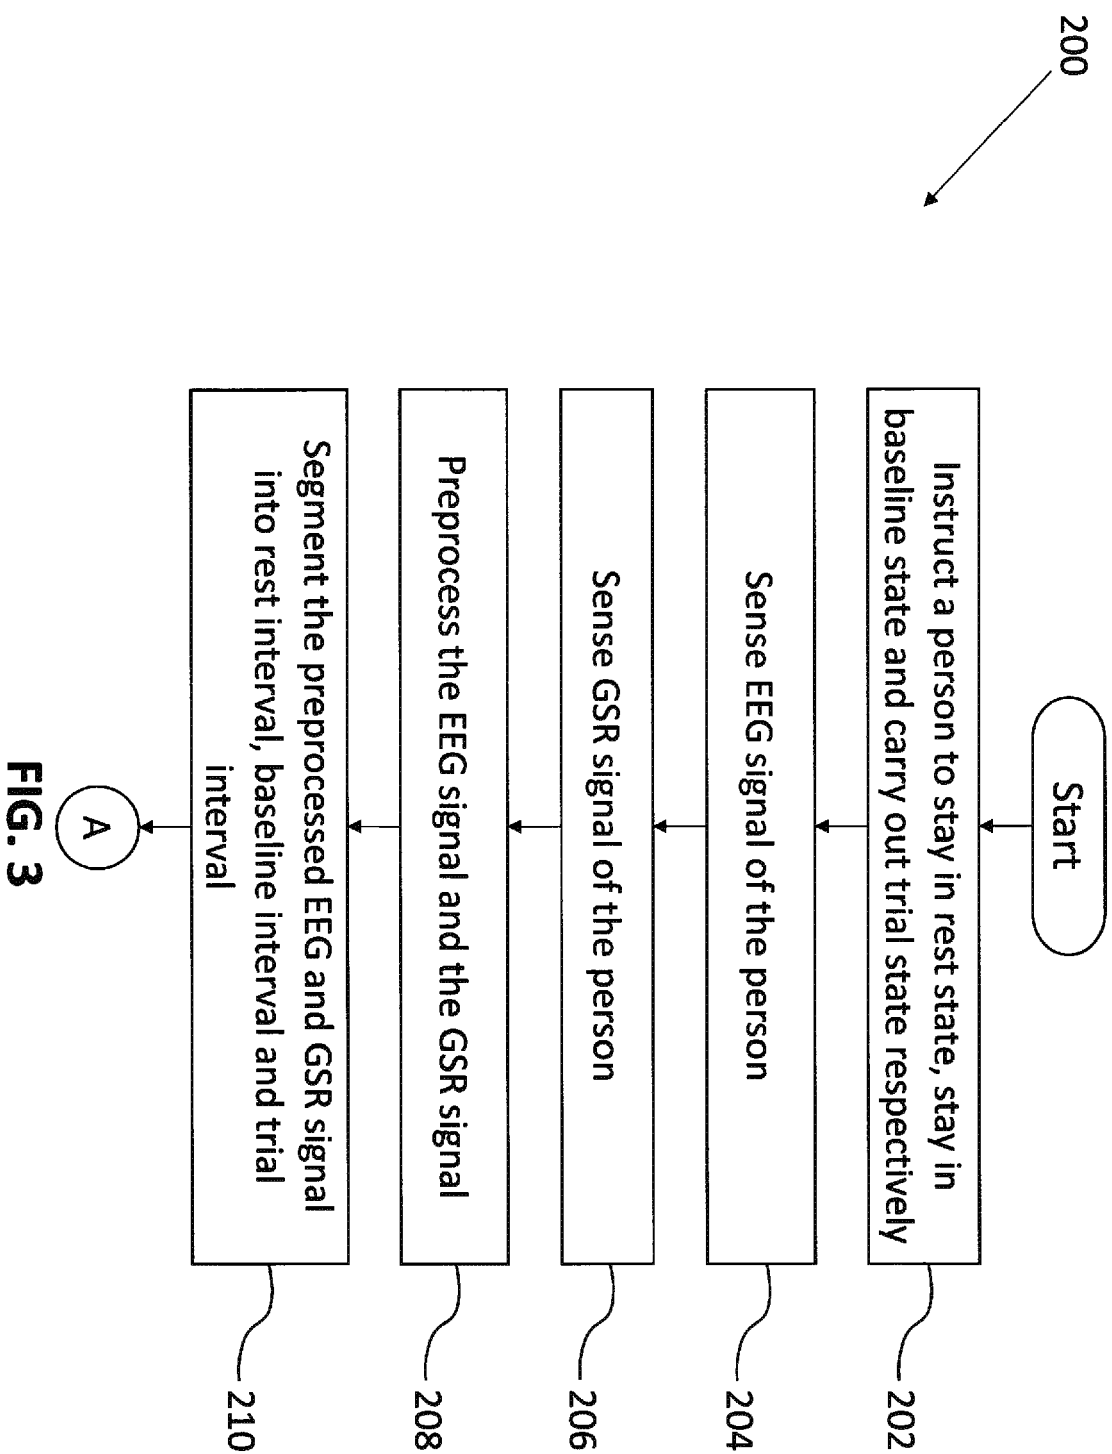 200
Start
Instruct a person to stay in rest state, stay in
baseline state and carry out trial state respectively
202
Sense EEG signal of the person
204
Sense GSR signal of the person
206
Preprocess the EEG signal and the GSR signal
208
Segment the preprocessed EEG and GSR signal
into rest interval, baseline interval and trial
interval
210
A
FIG. 3